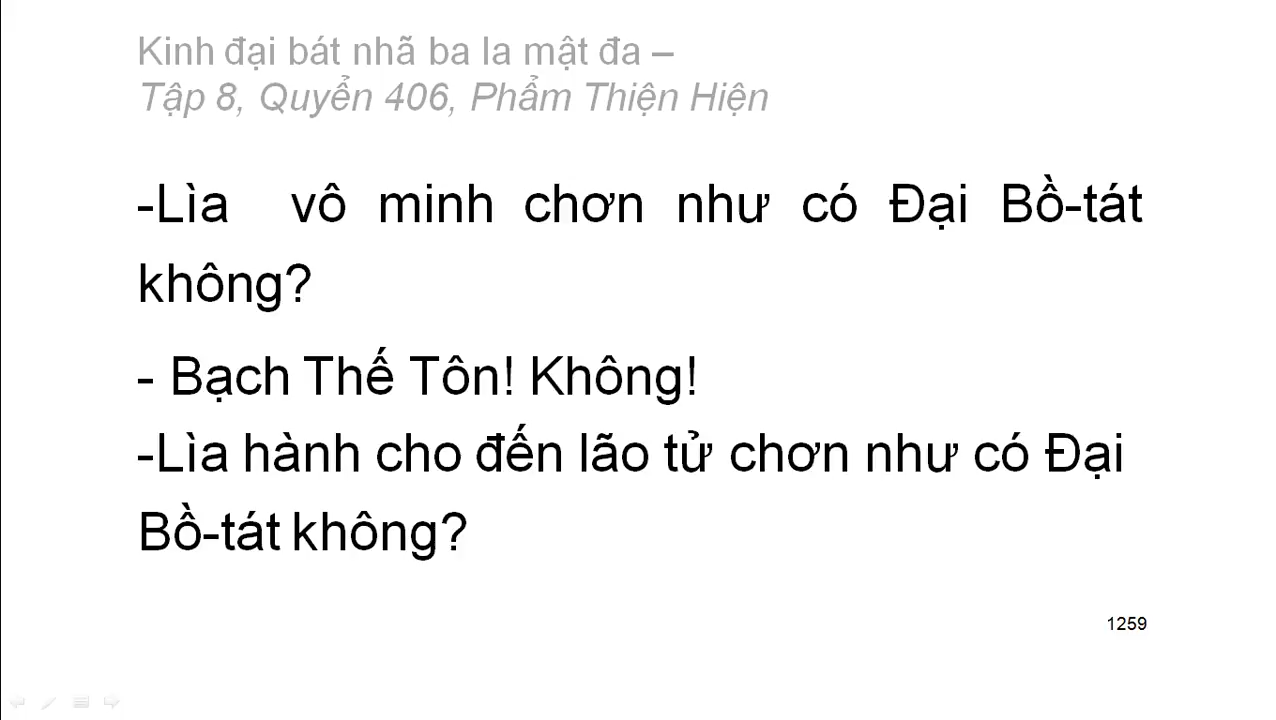 Kinh đại bát nhã ba la mật đa –
Tập 8, Quyển 406, Phẩm Thiện Hiện
-Lìa vô minh chơn như có Đại Bồ-tát
không?
- Bạch Thế Tôn! Không!
-Lìa hành cho đến lão tử chơn như có Đại
Bồ-tát không?
1259